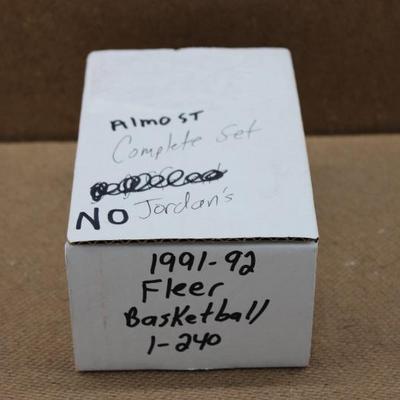 Almost
Complete Set
NO Jordan's
1991-92
Fleer
Basketball
1-240